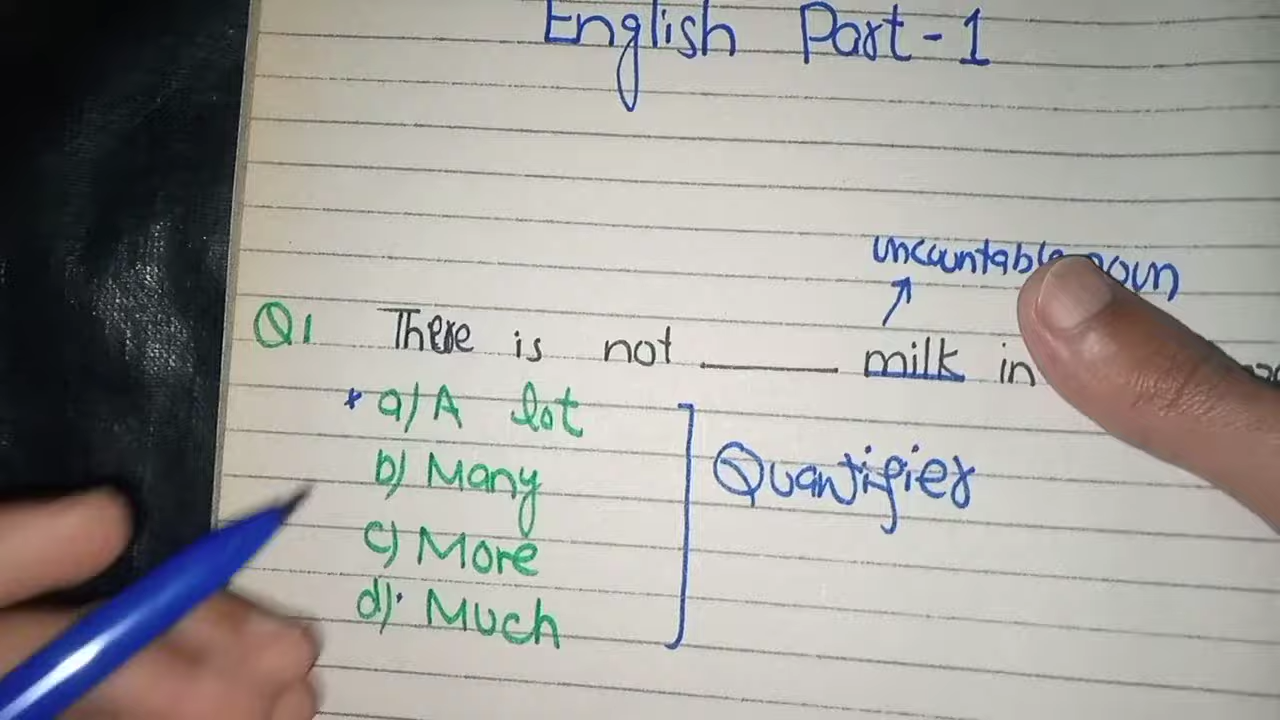 English Part-1
uncountable noun
Q1 There is not ______ milk in
* a) A lot
b) Many
Quantifier
c) More
d) Much